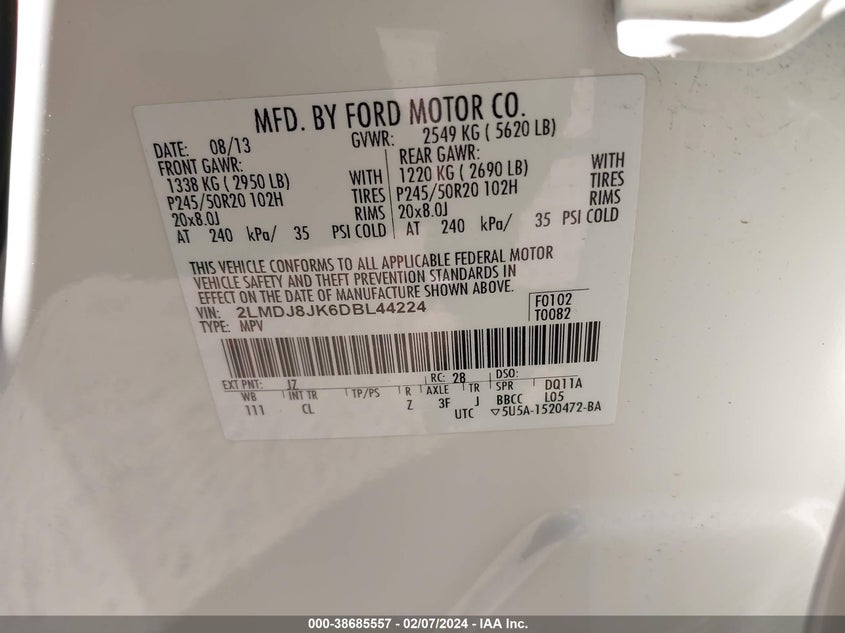 MFD. BY FORD MOTOR CO.
DATE: 08/13 GVWR: 2549 KG ( 5620 LB)
FRONT GAWR: REAR GAWR:
1338 KG ( 2950 LB) WITH 1220 KG ( 2690 LB) WITH
P245/50R20 102H TIRES P245/50R20 102H TIRES
20x8.0J RIMS 20x8.0J RIMS
AT 240 kPa/ 35 PSI COLD AT 240 kPa/ 35 PSI COLD
THIS VEHICLE CONFORMS TO ALL APPLICABLE FEDERAL MOTOR
VEHICLE SAFETY AND THEFT PREVENTION STANDARDS IN
EFFECT ON THE DATE OF MANUFACTURE SHOWN ABOVE.
VIN: 2LMDJ8JK6DBL44224 F0102
TYPE: MPV T0082
EXT PNT: JZ RC: 28 DSO:
WB INT TR TP/PS R AXLE TR SPR DQ11A
111 CL Z 3F J BBCC L05
UTC ▽5U5A-1520472-BA
000-38685557 - 02/07/2024 - IAAI Inc.